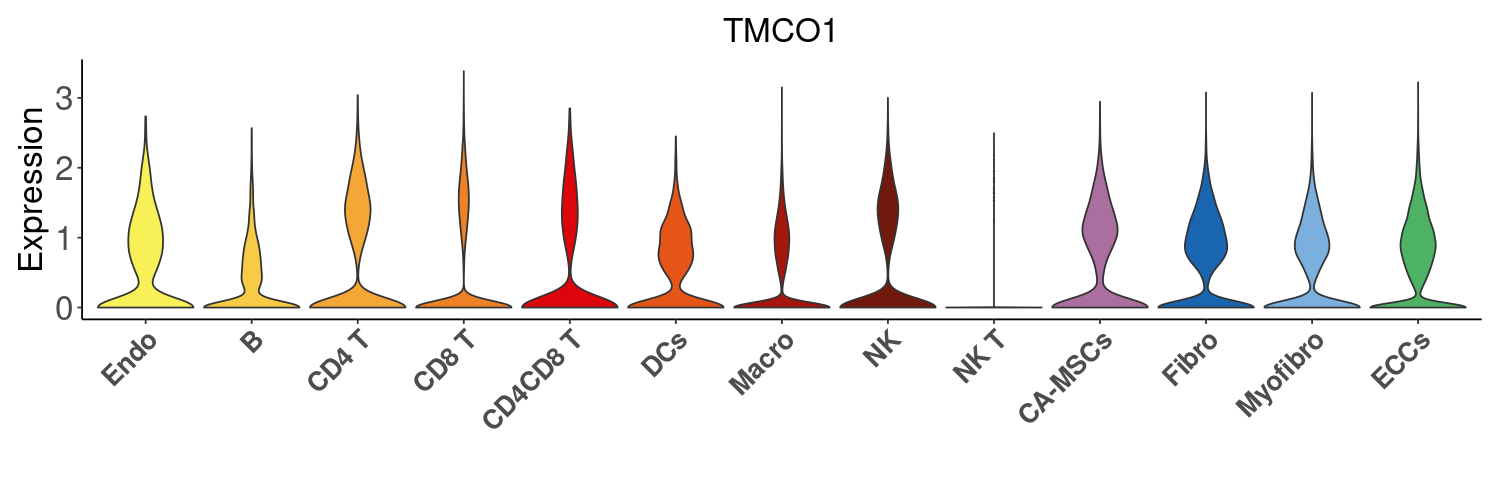 TMCO1
Expression
3
2
1
0
Endo
B
CD4 T
CD8 T
CD4CD8 T
DCs
Macro
NK
NK T
CA-MSCs
Fibro
Myofibro
ECCs